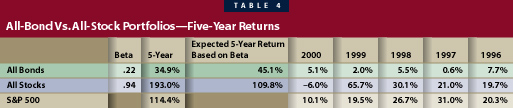 TABLE 4
All-Bond Vs. All-Stock Portfolios—Five-Year Returns
Beta 5-Year Expected 5-Year Return Based on Beta 2000 1999 1998 1997 1996
All Bonds .22 34.9% 45.1% 5.1% 2.0% 5.5% 0.6% 7.7%
All Stocks .94 193.0% 109.8% –6.0% 65.7% 30.1% 21.0% 19.7%
S&P 500 114.4% 10.1% 19.5% 26.7% 31.0% 20.3%